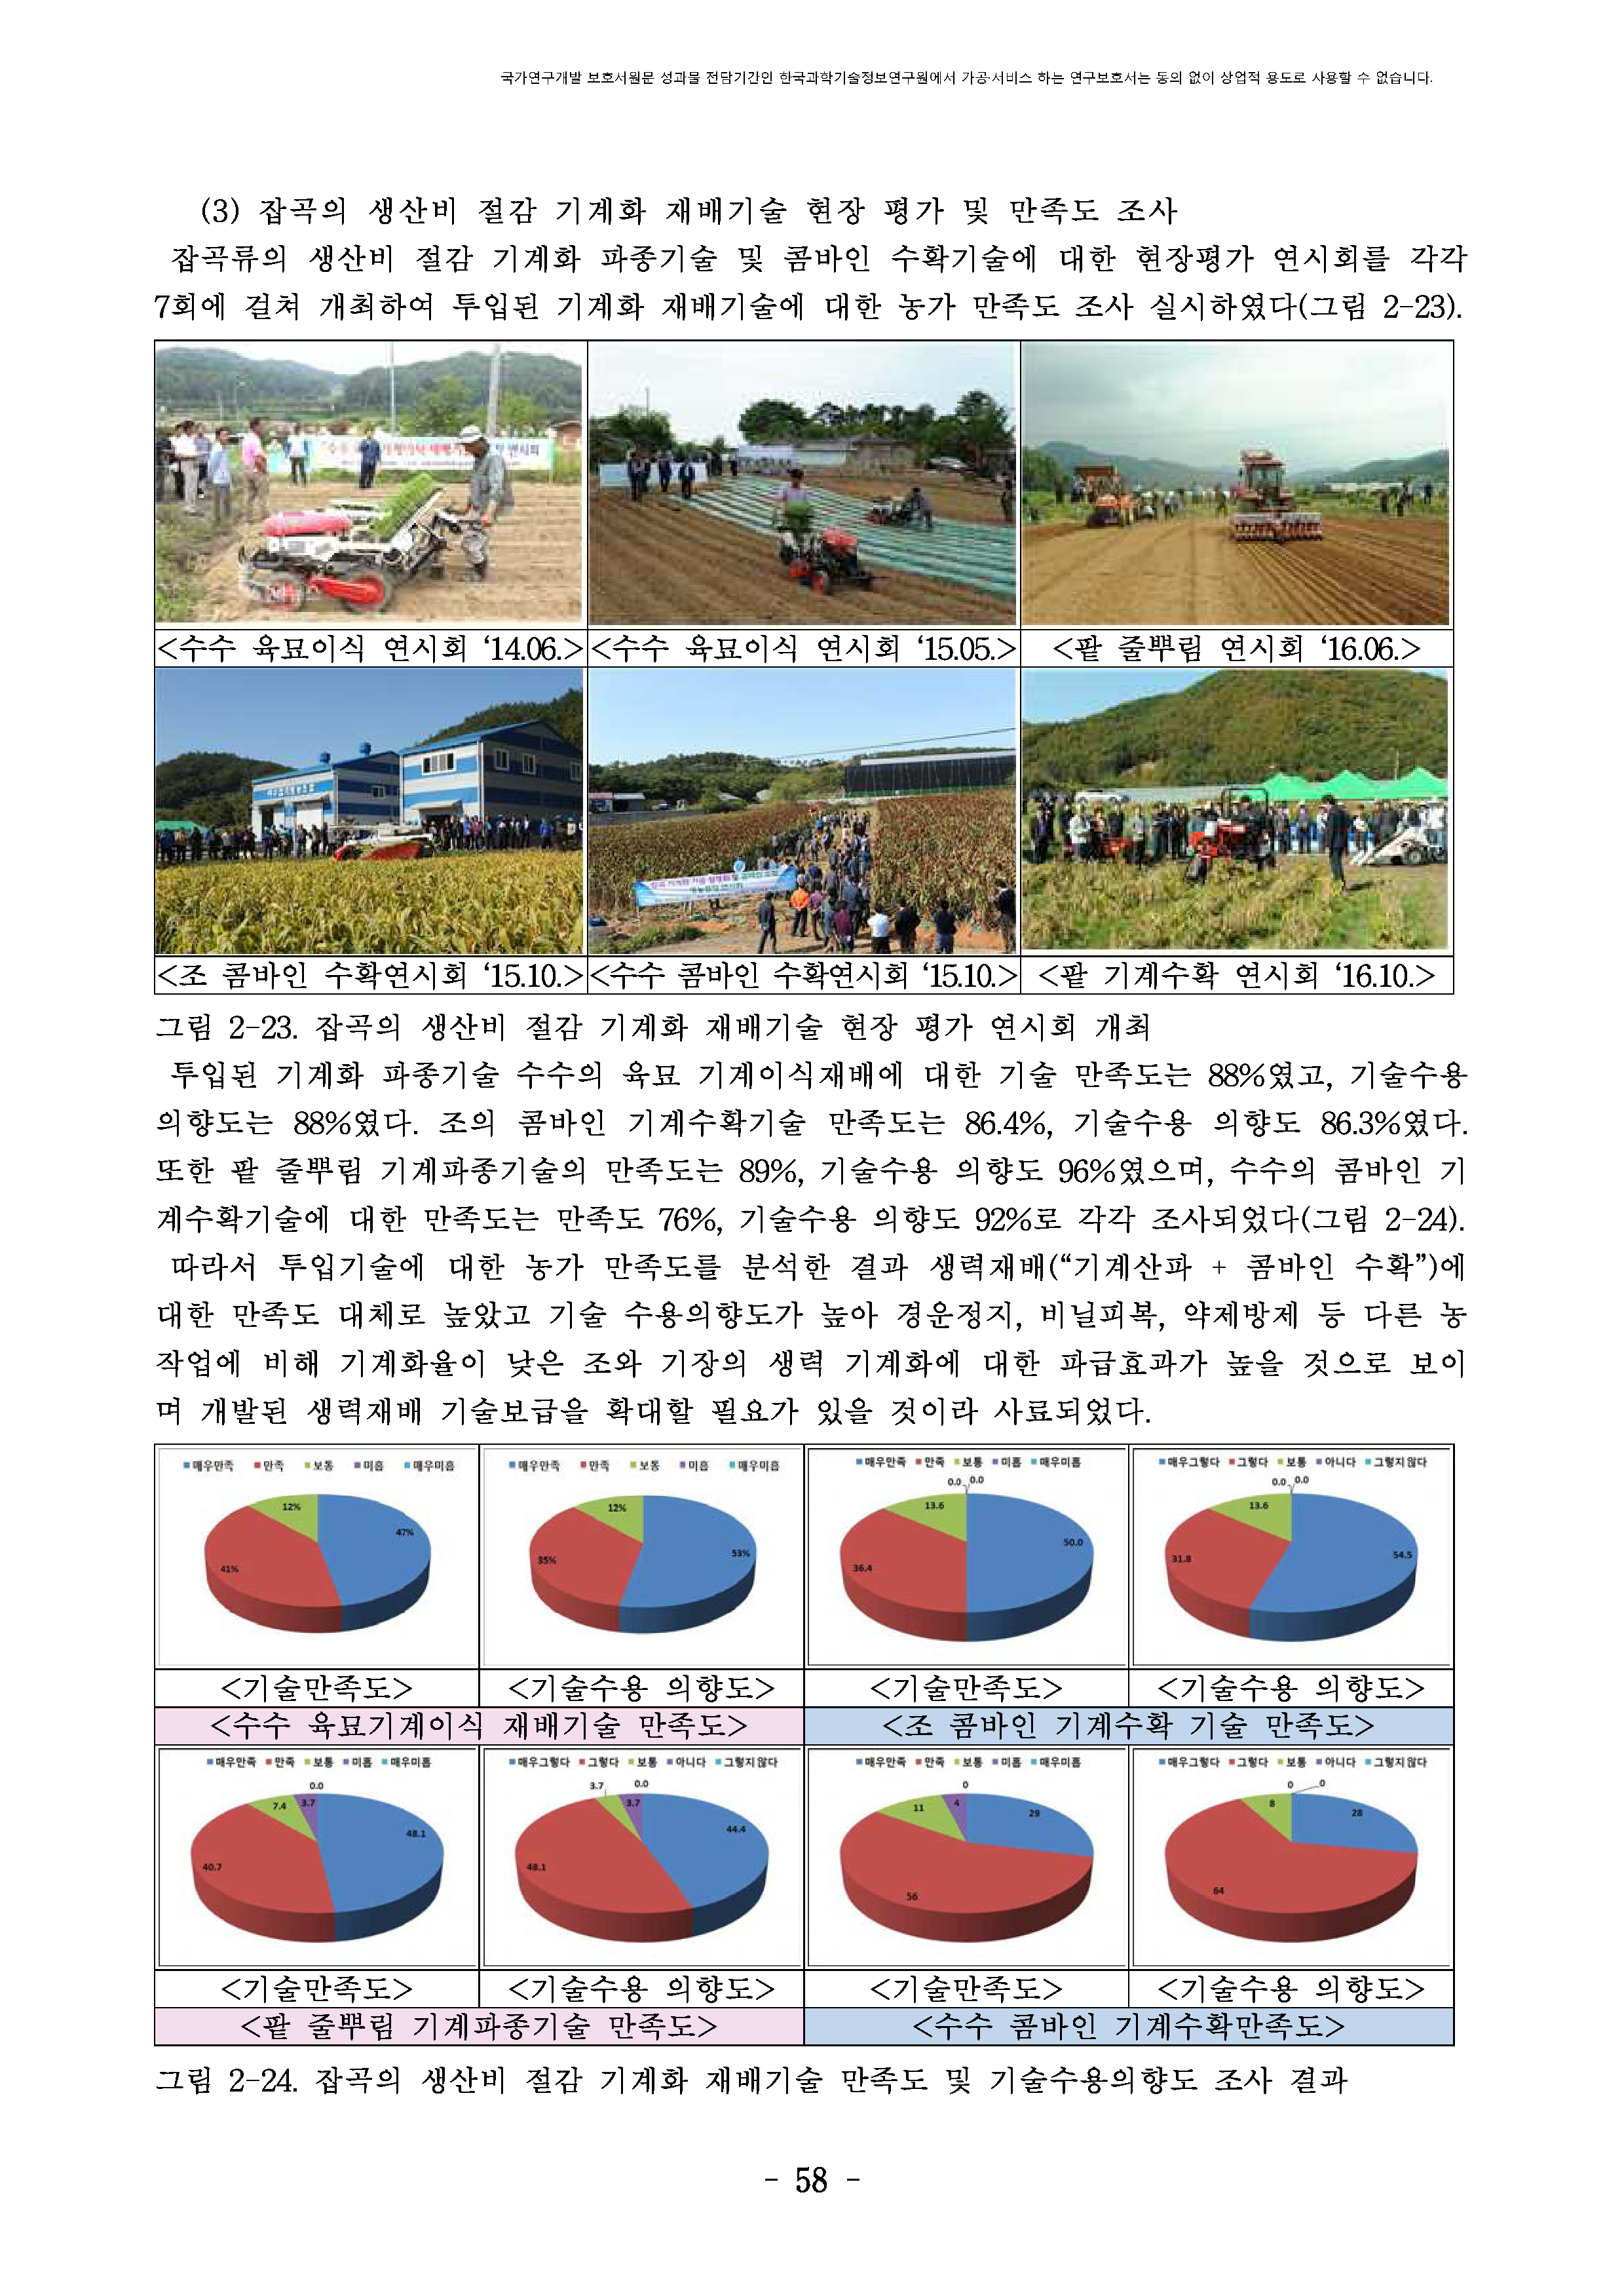 국가연구개발 보호서원문 성과물 전담기간인 한국과학기술정보연구원에서 가공·서비스 하는 연구보호서는 동의 없이 상업적 용도로 사용할 수 없습니다.
(3) 잡곡의 생산비 절감 기계화 재배기술 현장 평가 및 만족도 조사
잡곡류의 생산비 절감 기계화 파종기술 및 콤바인 수확기술에 대한 현장평가 연시회를 각각
7회에 걸쳐 개최하여 투입된 기계화 재배기술에 대한 농가 만족도 조사 실시하였다(그림 2-23).
<수수 육묘이식 연시회 ‘14.06.> <수수 육묘이식 연시회 ‘15.05.> <팥 줄뿌림 연시회 ‘16.06.>
<조 콤바인 수확연시회 ‘15.10.> <수수 콤바인 수확연시회 ‘15.10.> <팥 기계수확 연시회 ‘16.10.>
그림 2-23. 잡곡의 생산비 절감 기계화 재배기술 현장 평가 연시회 개최
투입된 기계화 파종기술 수수의 육묘 기계이식재배에 대한 기술 만족도는 88%였고, 기술수용
의향도는 88%였다. 조의 콤바인 기계수확기술 만족도는 86.4%, 기술수용 의향도 86.3%였다.
또한 팥 줄뿌림 기계파종기술의 만족도는 89%, 기술수용 의향도 96%였으며, 수수의 콤바인 기
계수확기술에 대한 만족도는 만족도 76%, 기술수용 의향도 92%로 각각 조사되었다(그림 2-24).
따라서 투입기술에 대한 농가 만족도를 분석한 결과 생력재배(“기계산파 + 콤바인 수확”)에
대한 만족도 대체로 높았고 기술 수용의향도가 높아 경운정지, 비닐피복, 약제방제 등 다른 농
작업에 비해 기계화율이 낮은 조와 기장의 생력 기계화에 대한 파급효과가 높을 것으로 보이
며 개발된 생력재배 기술보급을 확대할 필요가 있을 것이라 사료되었다.
매우만족 만족 보통 미흡 매우미흡
12% 47% 41%
매우만족 만족 보통 미흡 매우미흡
12% 53% 35%
매우만족 만족 보통 미흡 매우미흡
0.0 0.0 13.6 50.0 36.4
매우그렇다 그렇다 보통 아니다 그렇지않다
0.0 0.0 13.6 54.5 31.8
<기술만족도> <기술수용 의향도> <기술만족도> <기술수용 의향도>
<수수 육묘기계이식 재배기술 만족도> <조 콤바인 기계수확 기술 만족도>
매우만족 만족 보통 미흡 매우미흡
0.0 7.4 3.7 48.1 40.7
매우그렇다 그렇다 보통 아니다 그렇지않다
3.7 0.0 3.7 44.4 48.1
매우만족 만족 보통 미흡 매우미흡
0 11 4 29 56
매우그렇다 그렇다 보통 아니다 그렇지않다
0 0 8 28 64
<기술만족도> <기술수용 의향도> <기술만족도> <기술수용 의향도>
<팥 줄뿌림 기계파종기술 만족도> <수수 콤바인 기계수확만족도>
그림 2-24. 잡곡의 생산비 절감 기계화 재배기술 만족도 및 기술수용의향도 조사 결과
- 58 -